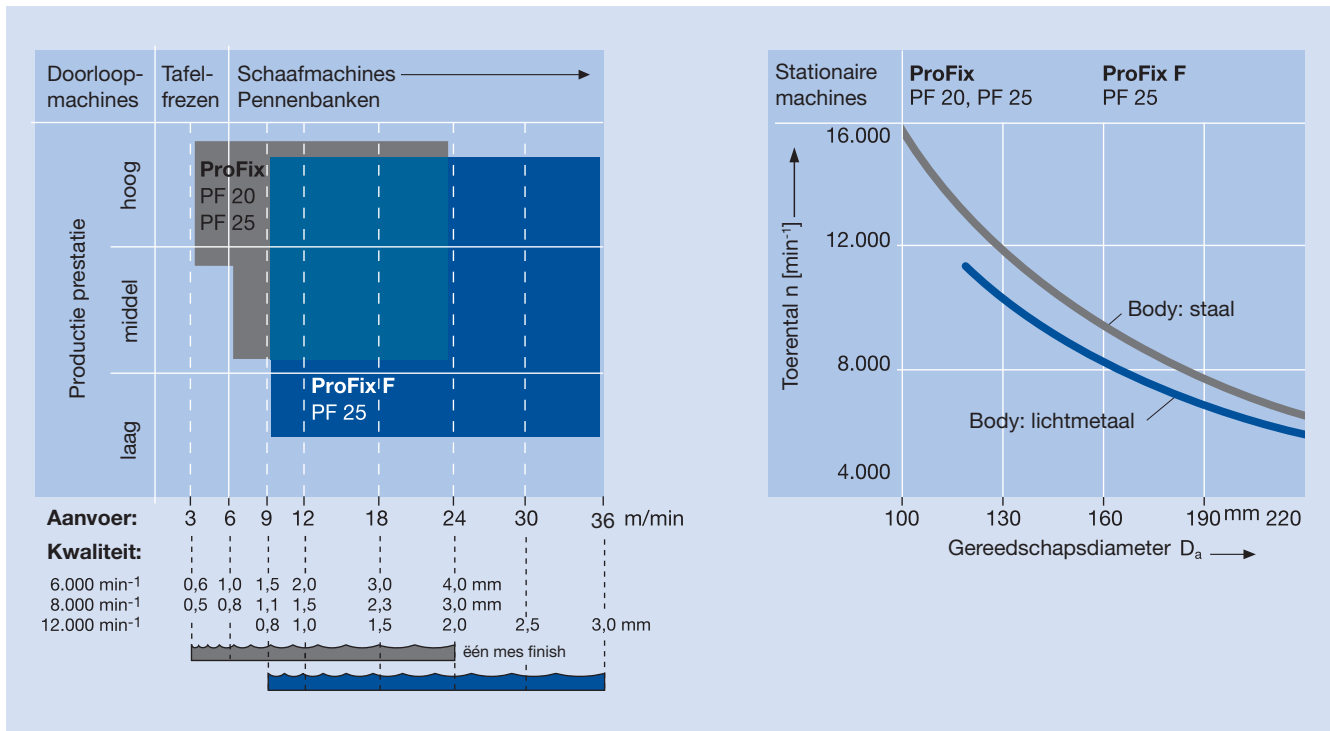 Doorloop-
machines
Tafel-
frezen
Schaafmachines
Pennenbanken
Productie prestatie
hoog
middel
laag
ProFix
PF 20
PF 25
ProFix F
PF 25
Aanvoer: 3 6 9 12 18 24 30 36 m/min
Kwaliteit:
6.000 min-1 0,6 1,0 1,5 2,0 3,0 4,0 mm
8.000 min-1 0,5 0,8 1,1 1,5 2,3 3,0 mm
12.000 min-1 0,8 1,0 1,5 2,0 2,5 3,0 mm
ëén mes finish
Stationaire
machines
ProFix
PF 20, PF 25
ProFix F
PF 25
Toerental n [min-1]
16.000
12.000
8.000
4.000
Body: staal
Body: lichtmetaal
100 130 160 190 mm 220
Gereedschapsdiameter Da